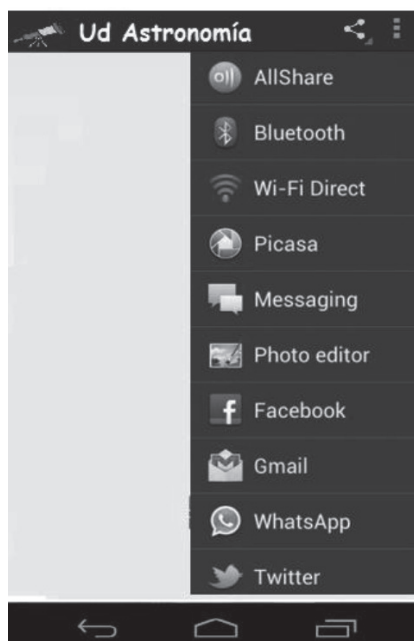 Ud Astronomía
AllShare
Bluetooth
Wi-Fi Direct
Picasa
Messaging
Photo editor
Facebook
Gmail
WhatsApp
Twitter